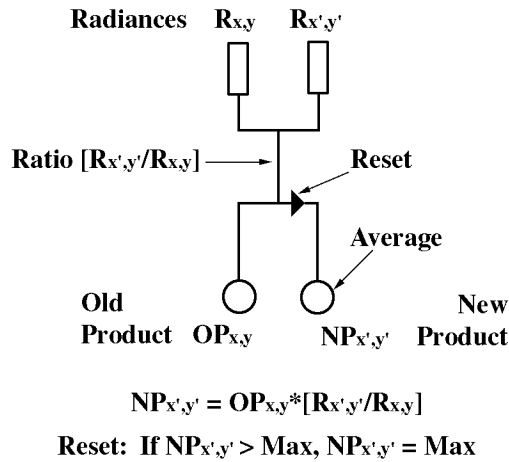 Radiances Rx,y Rx',y'
Ratio [Rx',y'/Rx,y]
Reset
Average
Old Product OPx,y
NPx',y' New Product
NPx',y' = OPx,y*[Rx',y'/Rx,y]
Reset: If NPx',y' > Max, NPx',y' = Max